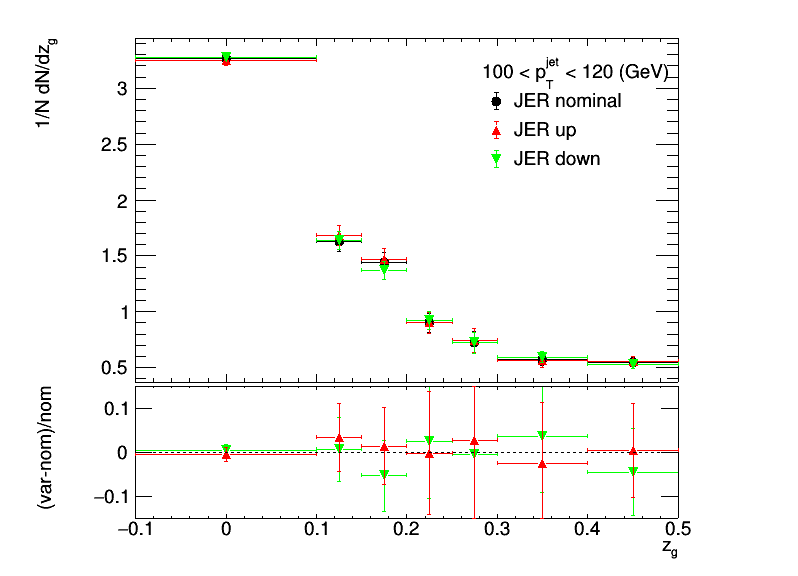 1/N dN/dz_g
3
2.5
2
1.5
1
0.5
100 < p_T^jet < 120 (GeV)
JER nominal
JER up
JER down
(var-nom)/nom
0.1
0
−0.1
−0.1 0 0.1 0.2 0.3 0.4 0.5
z_g